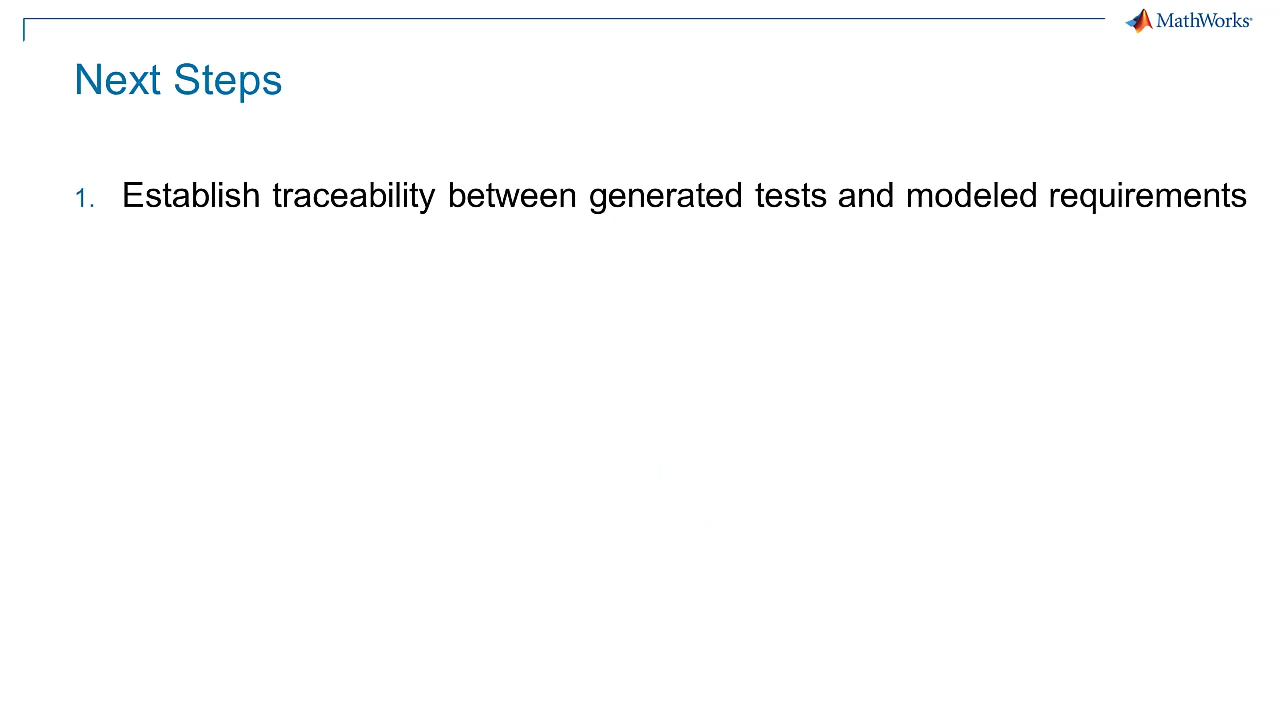 MathWorks®
Next Steps
1. Establish traceability between generated tests and modeled requirements